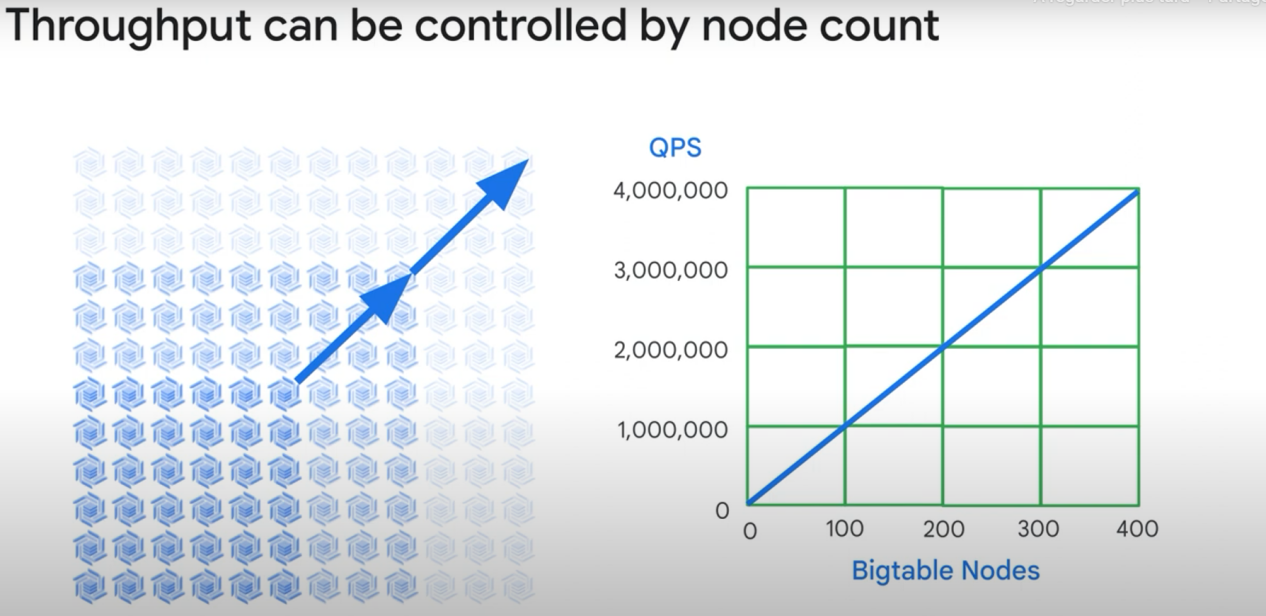 Throughput can be controlled by node count
QPS
4,000,000
3,000,000
2,000,000
1,000,000
0
0 100 200 300 400
Bigtable Nodes